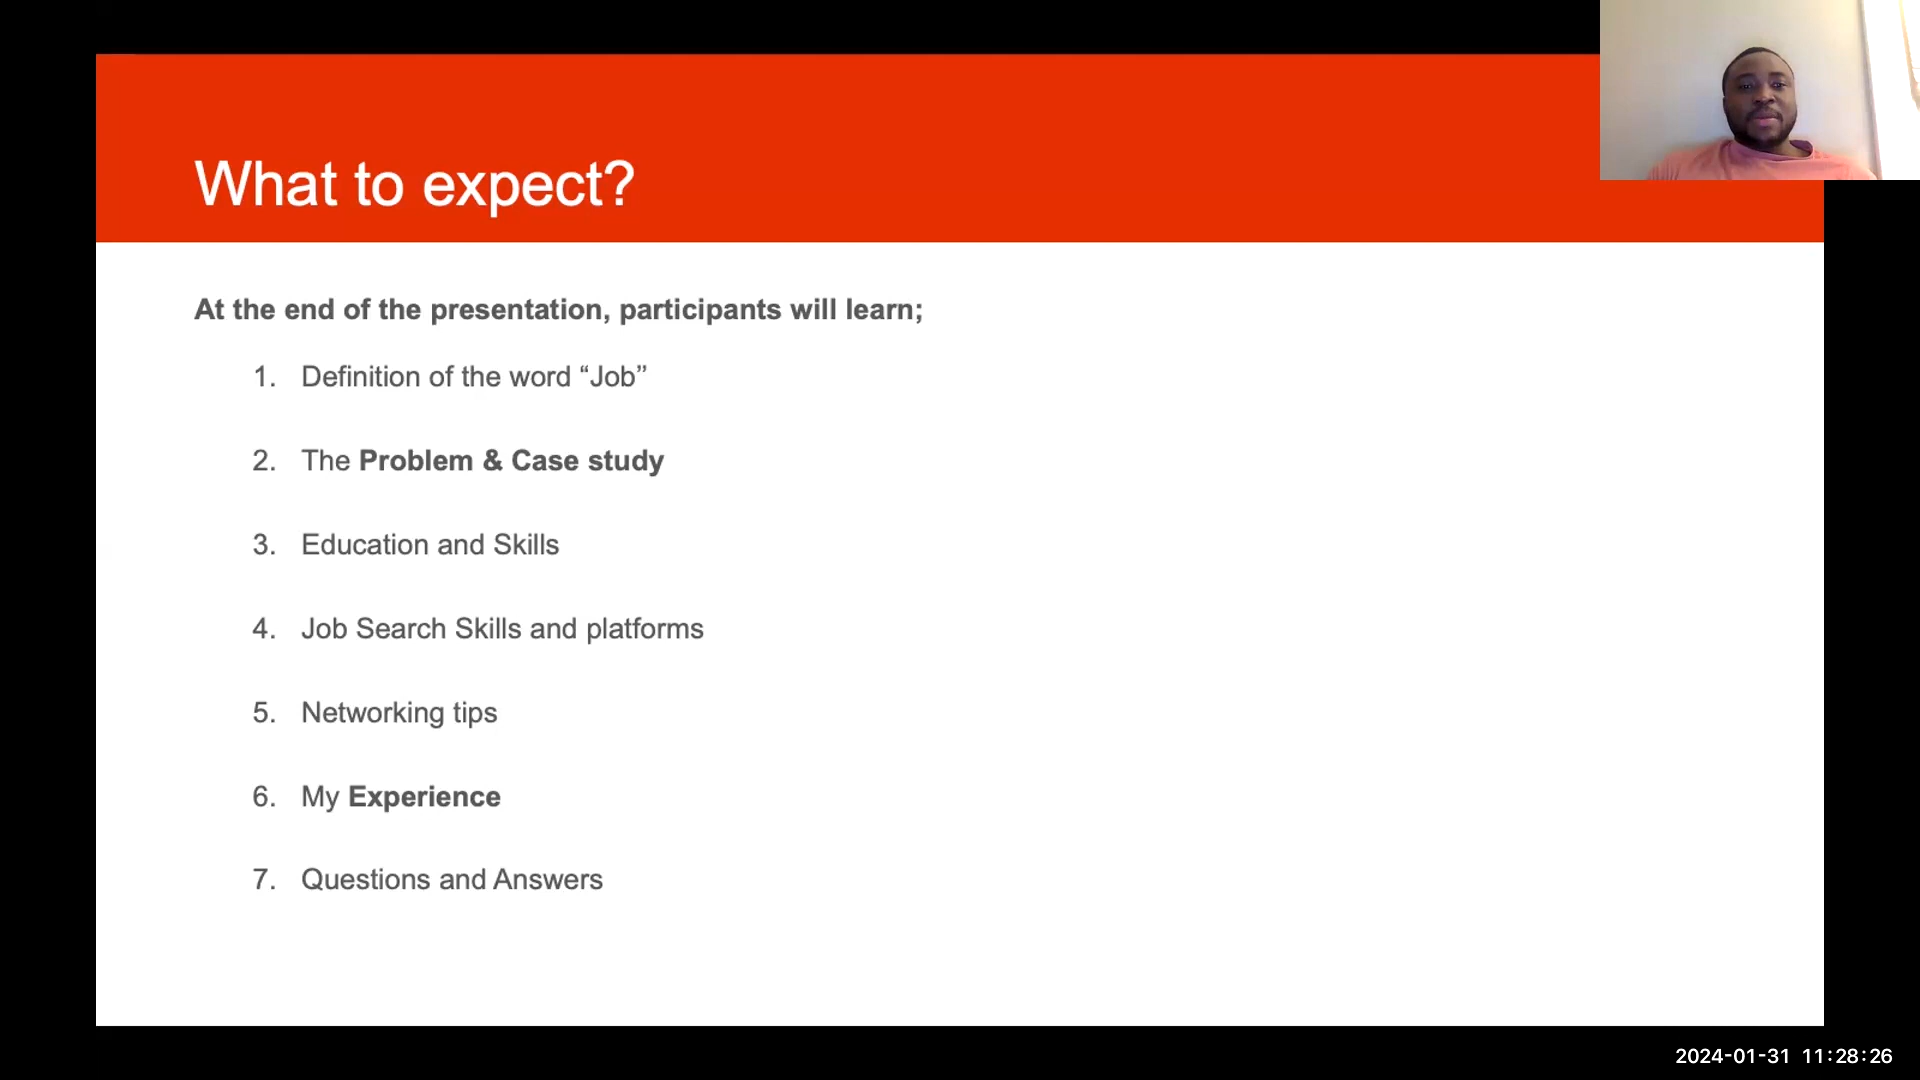 What to expect?
At the end of the presentation, participants will learn;
1. Definition of the word “Job”
2. The Problem & Case study
3. Education and Skills
4. Job Search Skills and platforms
5. Networking tips
6. My Experience
7. Questions and Answers
2024-01-31 11:28:26